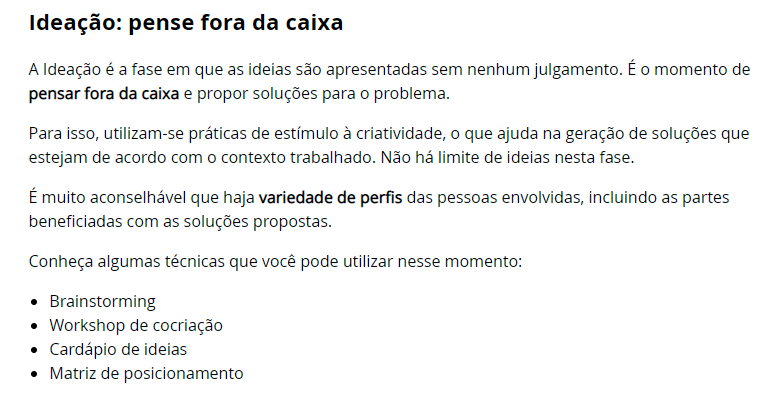 Ideação: pense fora da caixa
A Ideação é a fase em que as ideias são apresentadas sem nenhum julgamento. É o momento de
pensar fora da caixa e propor soluções para o problema.
Para isso, utilizam-se práticas de estímulo à criatividade, o que ajuda na geração de soluções que
estejam de acordo com o contexto trabalhado. Não há limite de ideias nesta fase.
É muito aconselhável que haja variedade de perfis das pessoas envolvidas, incluindo as partes
beneficiadas com as soluções propostas.
Conheça algumas técnicas que você pode utilizar nesse momento:
• Brainstorming
• Workshop de cocriação
• Cardápio de ideias
• Matriz de posicionamento